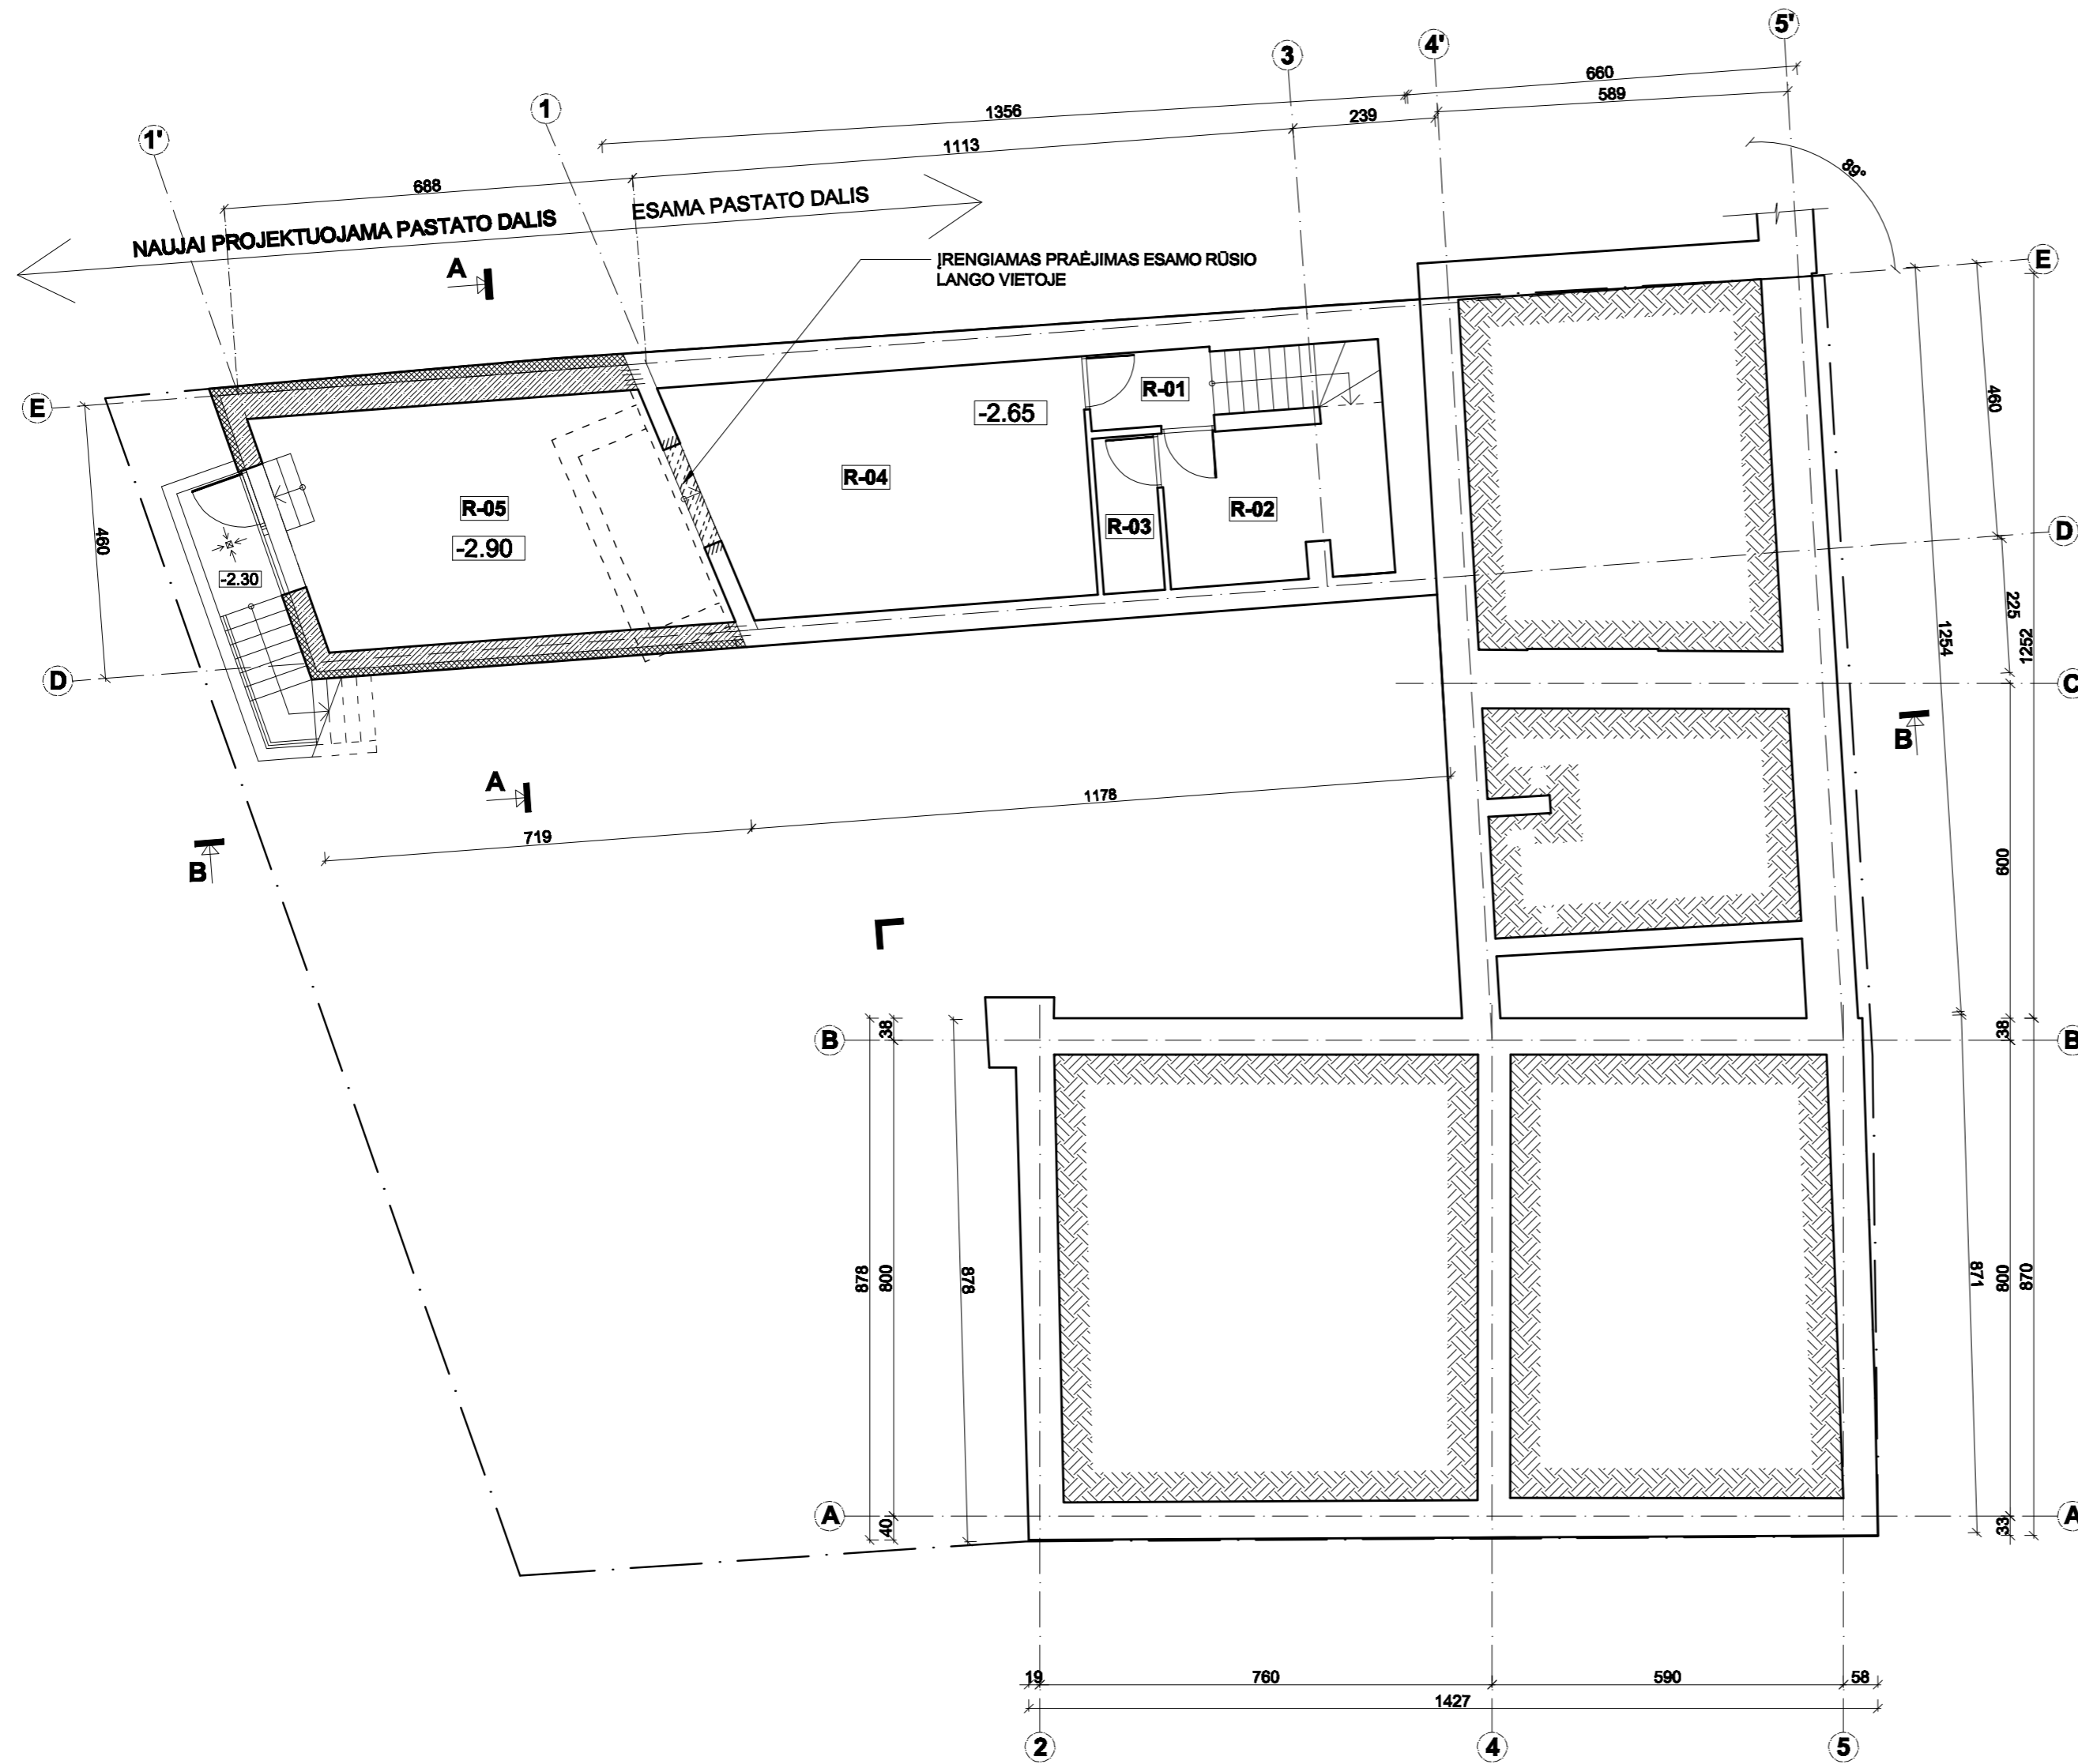 5'
4'
3
1
1'
660
589
1356
239
1113
688
89°
NAUJAI PROJEKTUOJAMA PASTATO DALIS
ESAMA PASTATO DALIS
A
ĮRENGIAMAS PRAĖJIMAS ESAMO RŪSIO
LANGO VIETOJE
E
E
R-01
-2.65
460
R-04
R-05
R-02
R-03
D
-2.90
460
-2.30
225
1254
1252
D
C
B
A
1178
719
B
600
B
38
38
B
878
800
878
871
800
870
A
40
33
A
19
760
590
58
1427
2
4
5